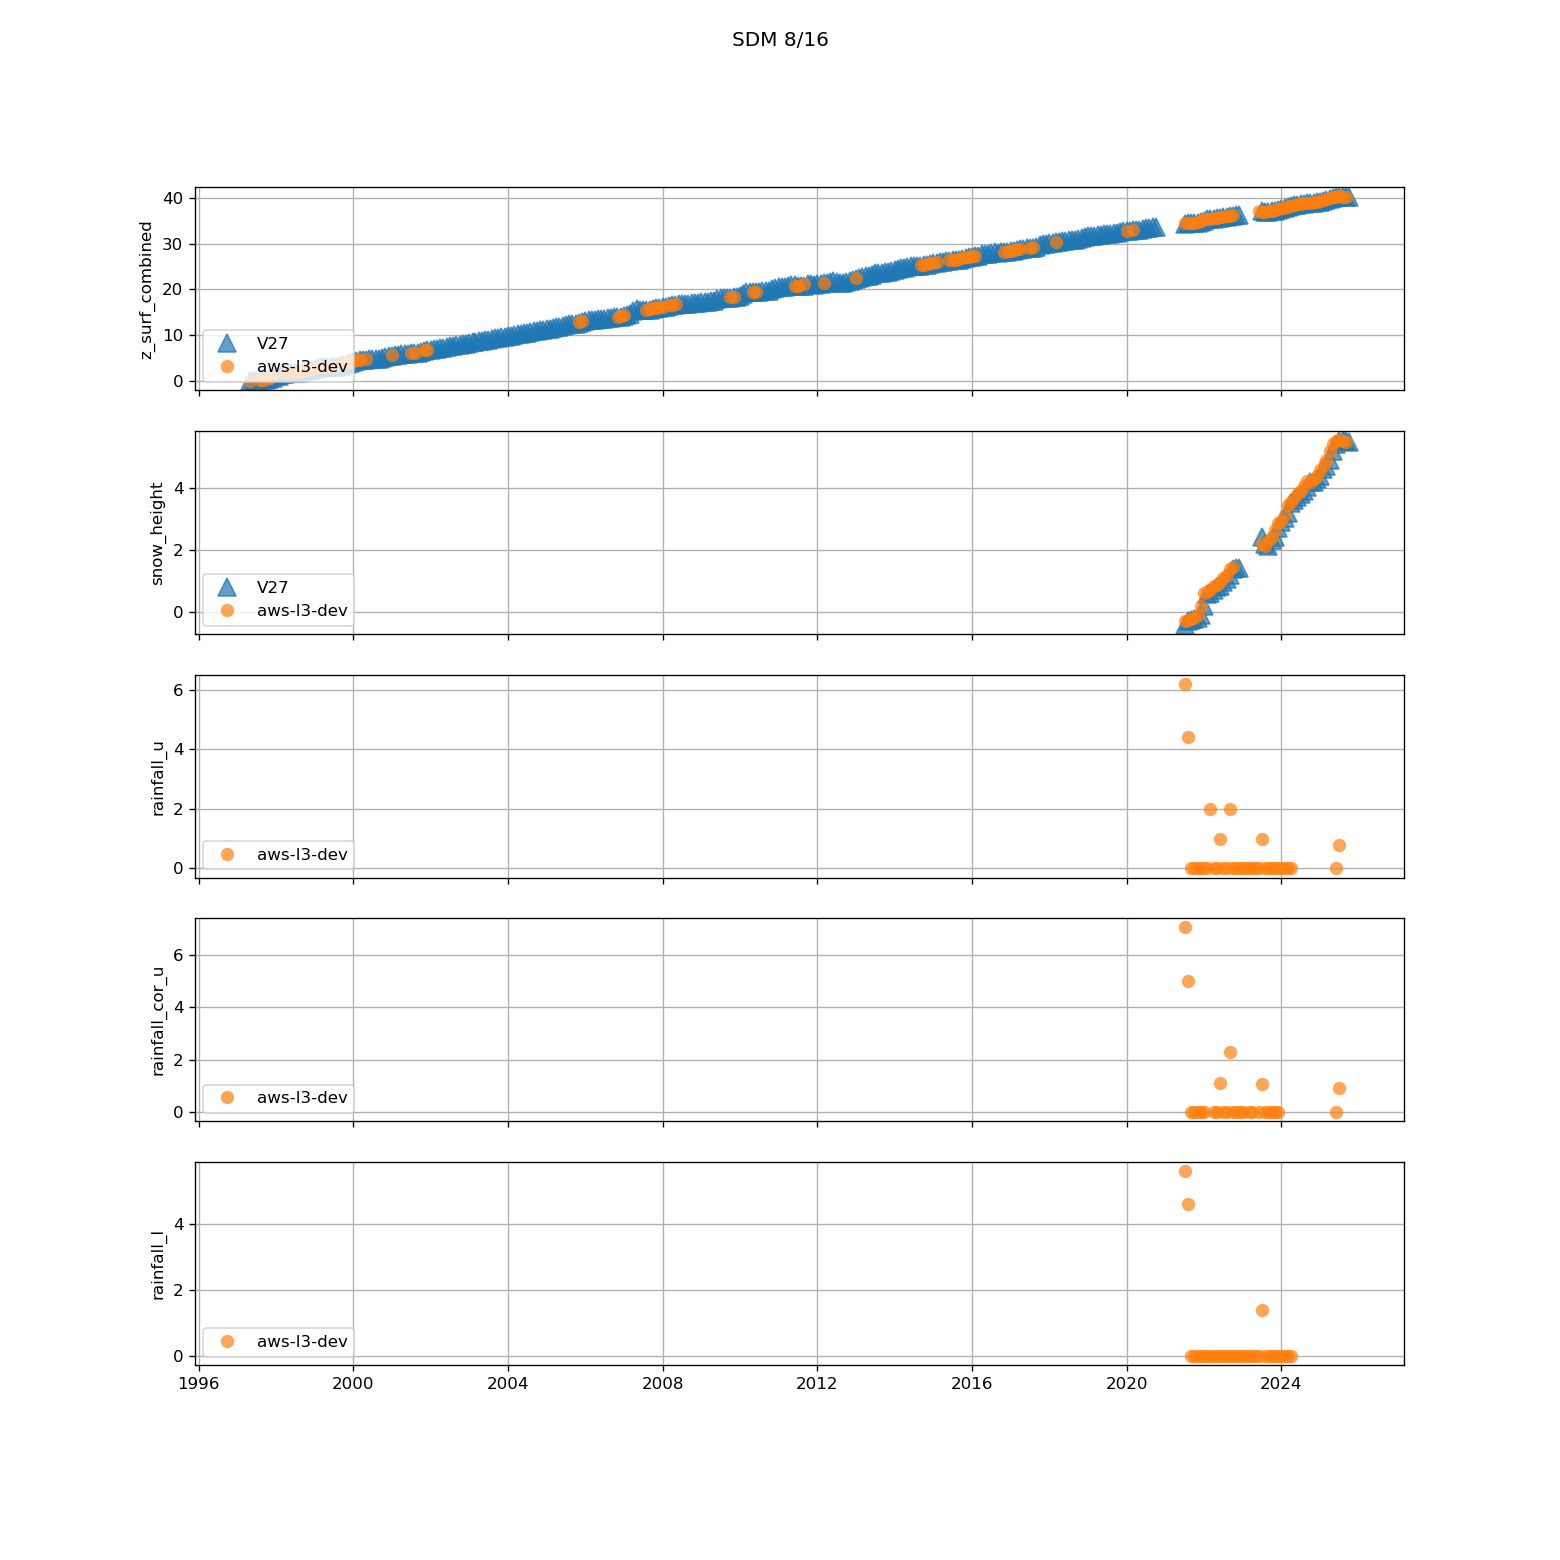 SDM 8/16
40
30
20
10
0
z_surf_combined
V27
aws-l3-dev
4
2
0
snow_height
V27
aws-l3-dev
6
4
2
0
rainfall_u
aws-l3-dev
6
4
2
0
rainfall_cor_u
aws-l3-dev
4
2
0
rainfall_l
aws-l3-dev
1996 2000 2004 2008 2012 2016 2020 2024